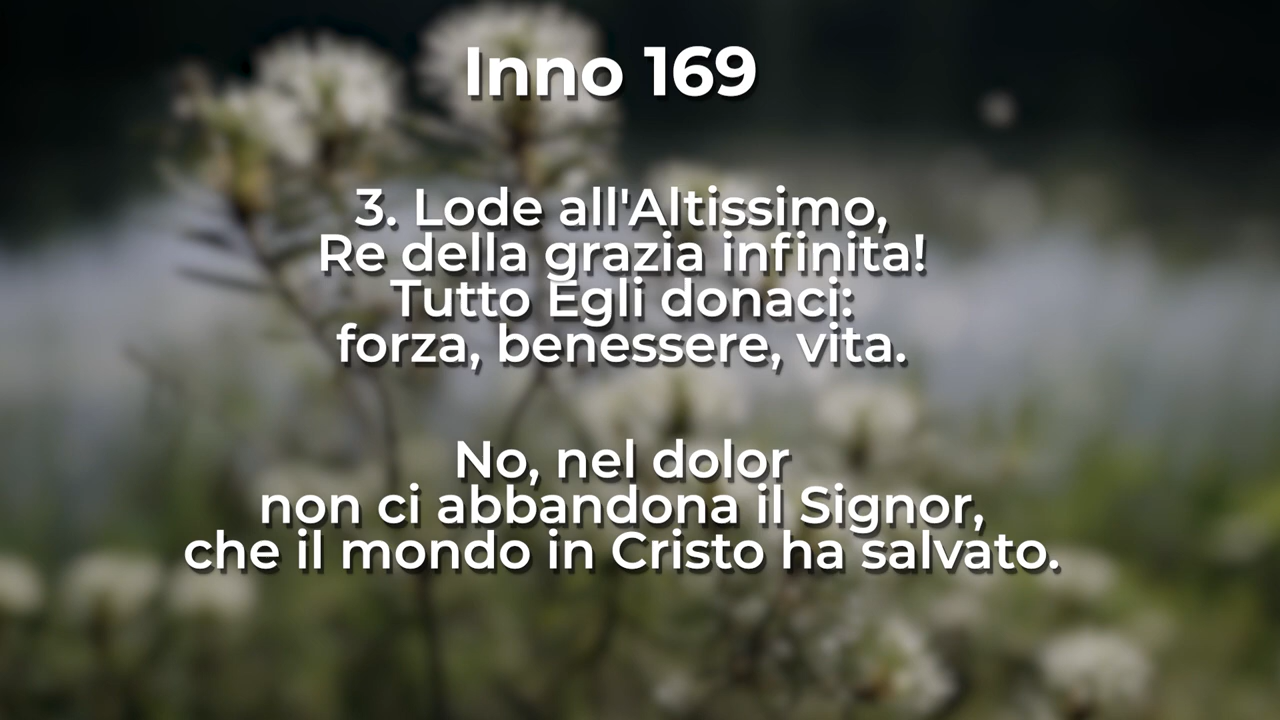 Inno 169
3. Lode all'Altissimo,
Re della grazia infinita!
Tutto Egli donaci:
forza, benessere, vita.
No, nel dolor
non ci abbandona il Signor,
che il mondo in Cristo ha salvato.